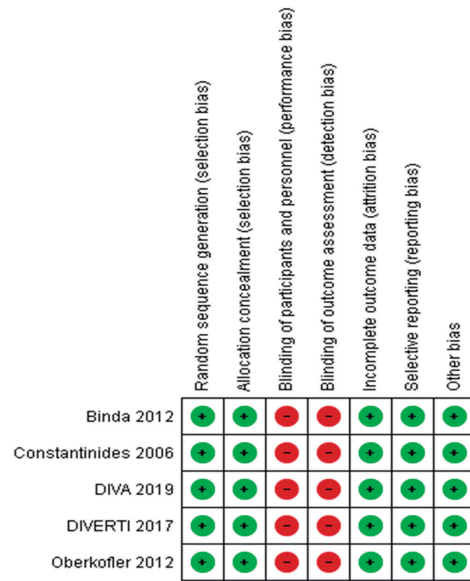 Random sequence generation (selection bias)
Allocation concealment (selection bias)
Blinding of participants and personnel (performance bias)
Blinding of outcome assessment (detection bias)
Incomplete outcome data (attrition bias)
Selective reporting (reporting bias)
Other bias
Binda 2012 + + - - + + +
Constantinides 2006 + + - - + + +
DIVA 2019 + + - - + + +
DIVERTI 2017 + + - - + + +
Oberkofler 2012 + + - - + + +